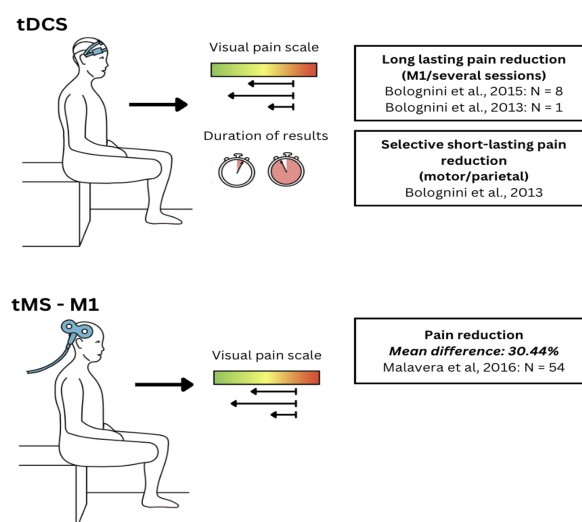 tDCS
Visual pain scale
Duration of results
Long lasting pain reduction
(M1/several sessions)
Bolognini et al., 2015: N = 8
Bolognini et al., 2013: N = 1
Selective short-lasting pain
reduction
(motor/parietal)
Bolognini et al., 2013
tMS - M1
Visual pain scale
Pain reduction
Mean difference: 30.44%
Malavera et al, 2016: N = 54